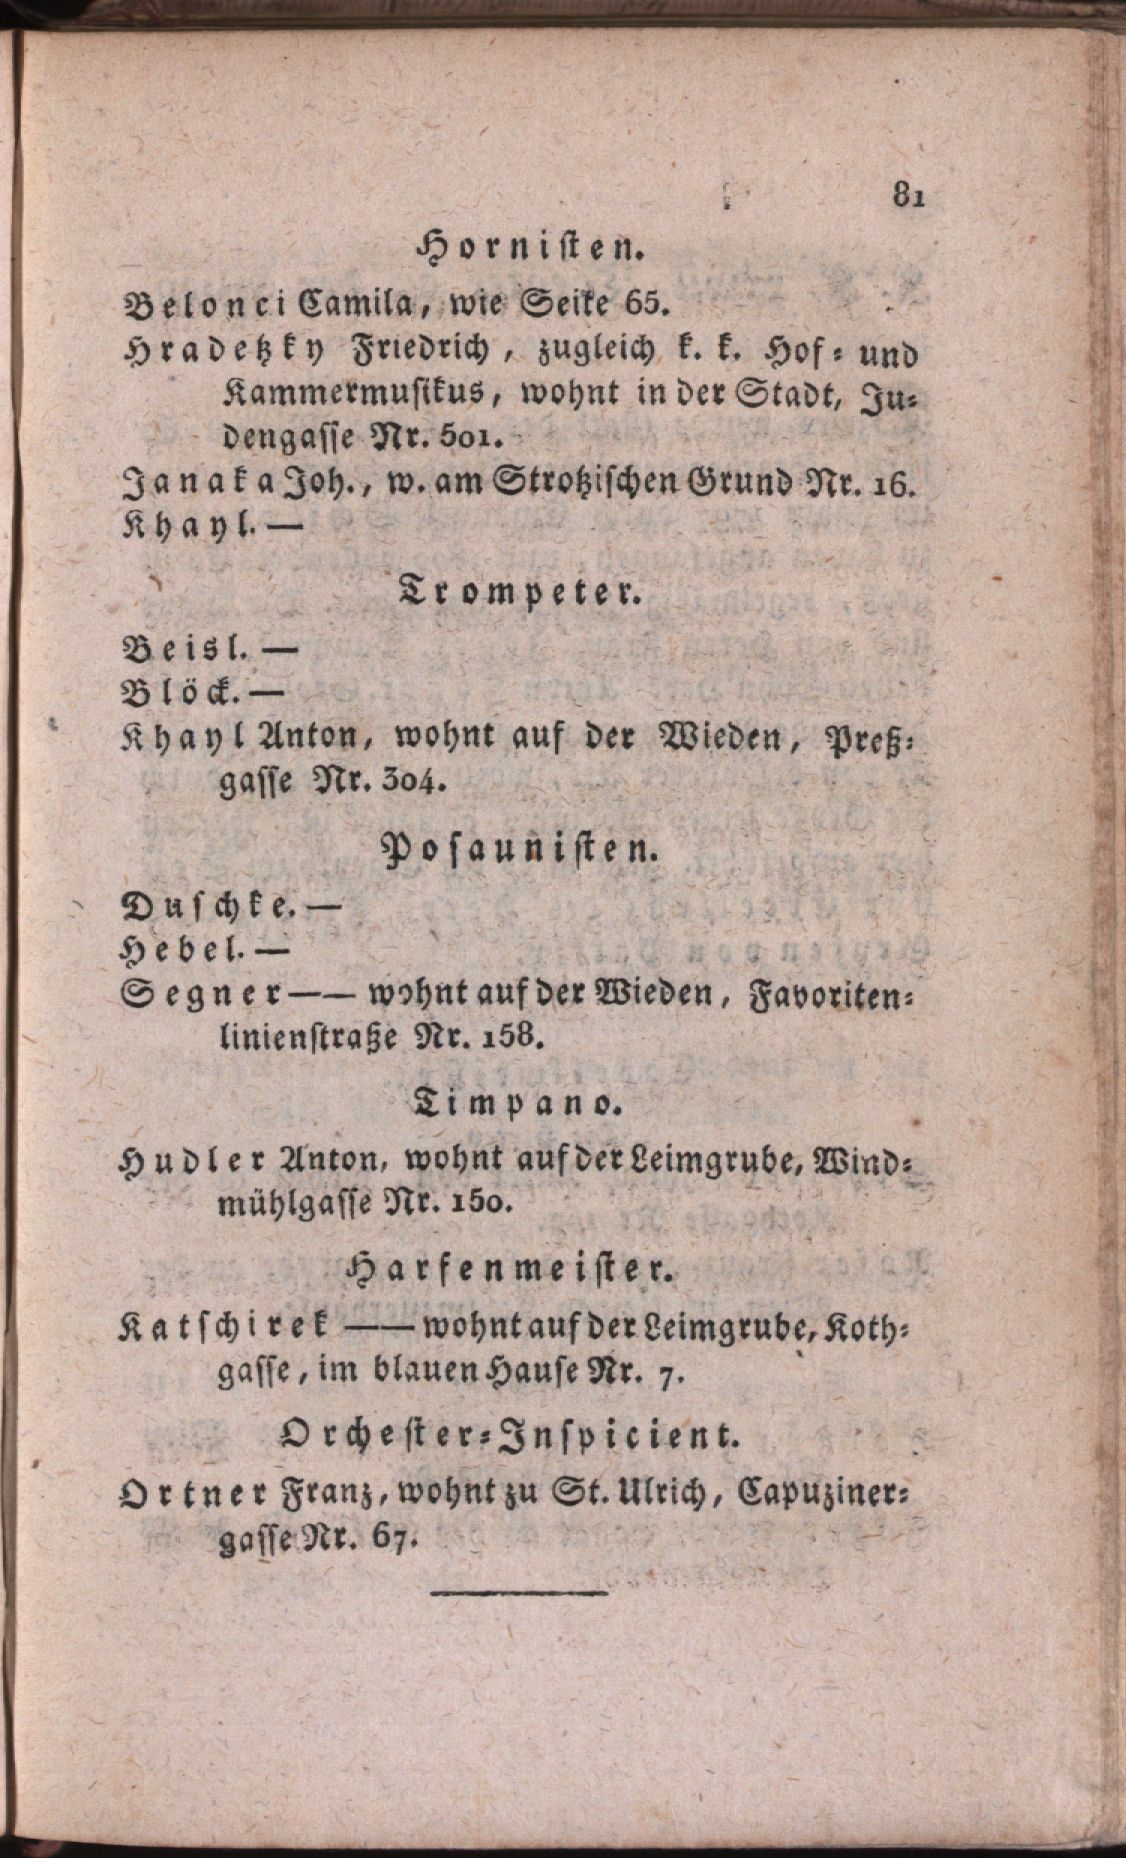 81
Hornisten.
Belonci Camila, wie Seite 65.
Hradetzky Friedrich, zugleich k. k. Hof- und
Kammermusikus, wohnt in der Stadt, Ju-
dengasse Nr. 501.
Janaka Joh., w. am Strotzischen Grund Nr. 16.
Khayl. —
Trompeter.
Beisl. —
Blöck. —
Khayl Anton, wohnt auf der Wieden, Preß-
gasse Nr. 304.
Posaunisten.
Duschke. —
Hebel. —
Segner — — wohnt auf der Wieden, Favoriten-
linienstraße Nr. 158.
Timpano.
Hudler Anton, wohnt auf der Leimgrube, Wind-
mühlgasse Nr. 150.
Harfenmeister.
Katschirek — — wohnt auf der Leimgrube, Koth-
gasse, im blauen Hause Nr. 7.
Orchester-Inspicient.
Ortner Franz, wohnt zu St. Ulrich, Capuziner-
gasse Nr. 67.